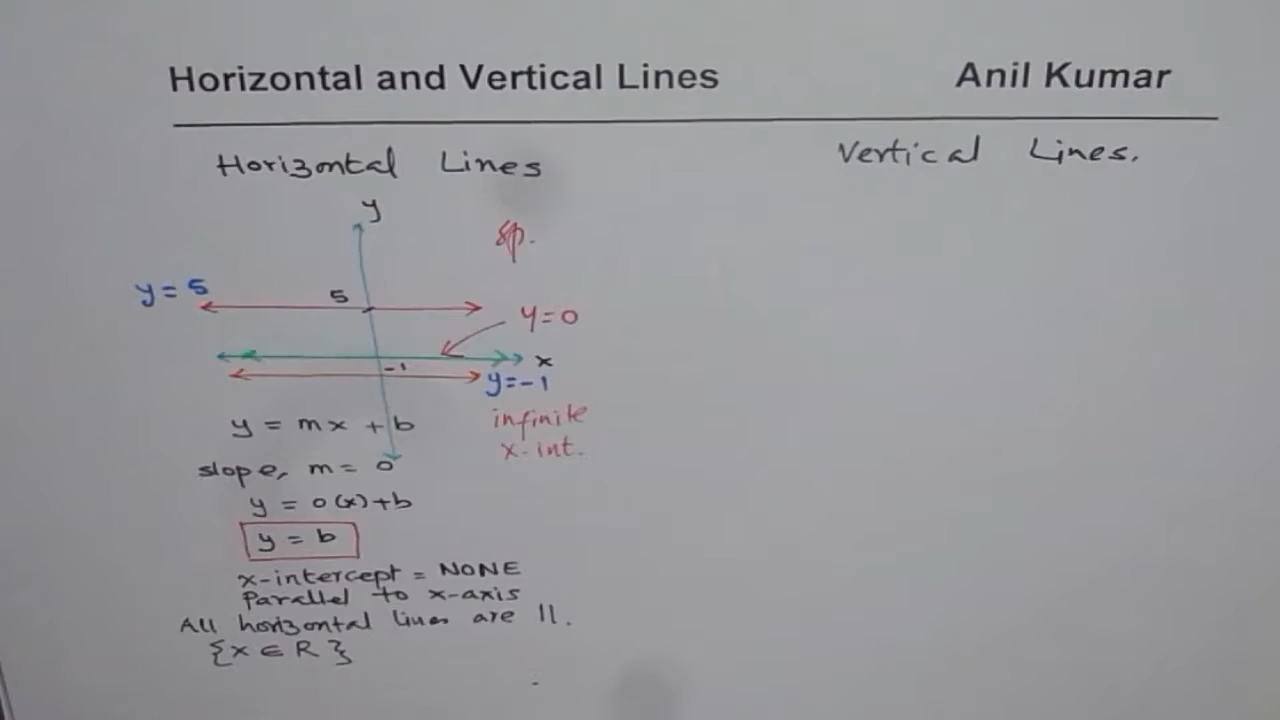 Horizontal and Vertical Lines
Anil Kumar
Horizontal Lines
y
sp.
y = 5
5
y = 0
x
-1
y = -1
infinite
x-int.
y = mx + b
slope, m = 0
y = 0(x)+b
y = b
x-intercept = NONE
Parallel to x-axis
All horizontal lines are ||.
{x ∈ R}
Vertical Lines.